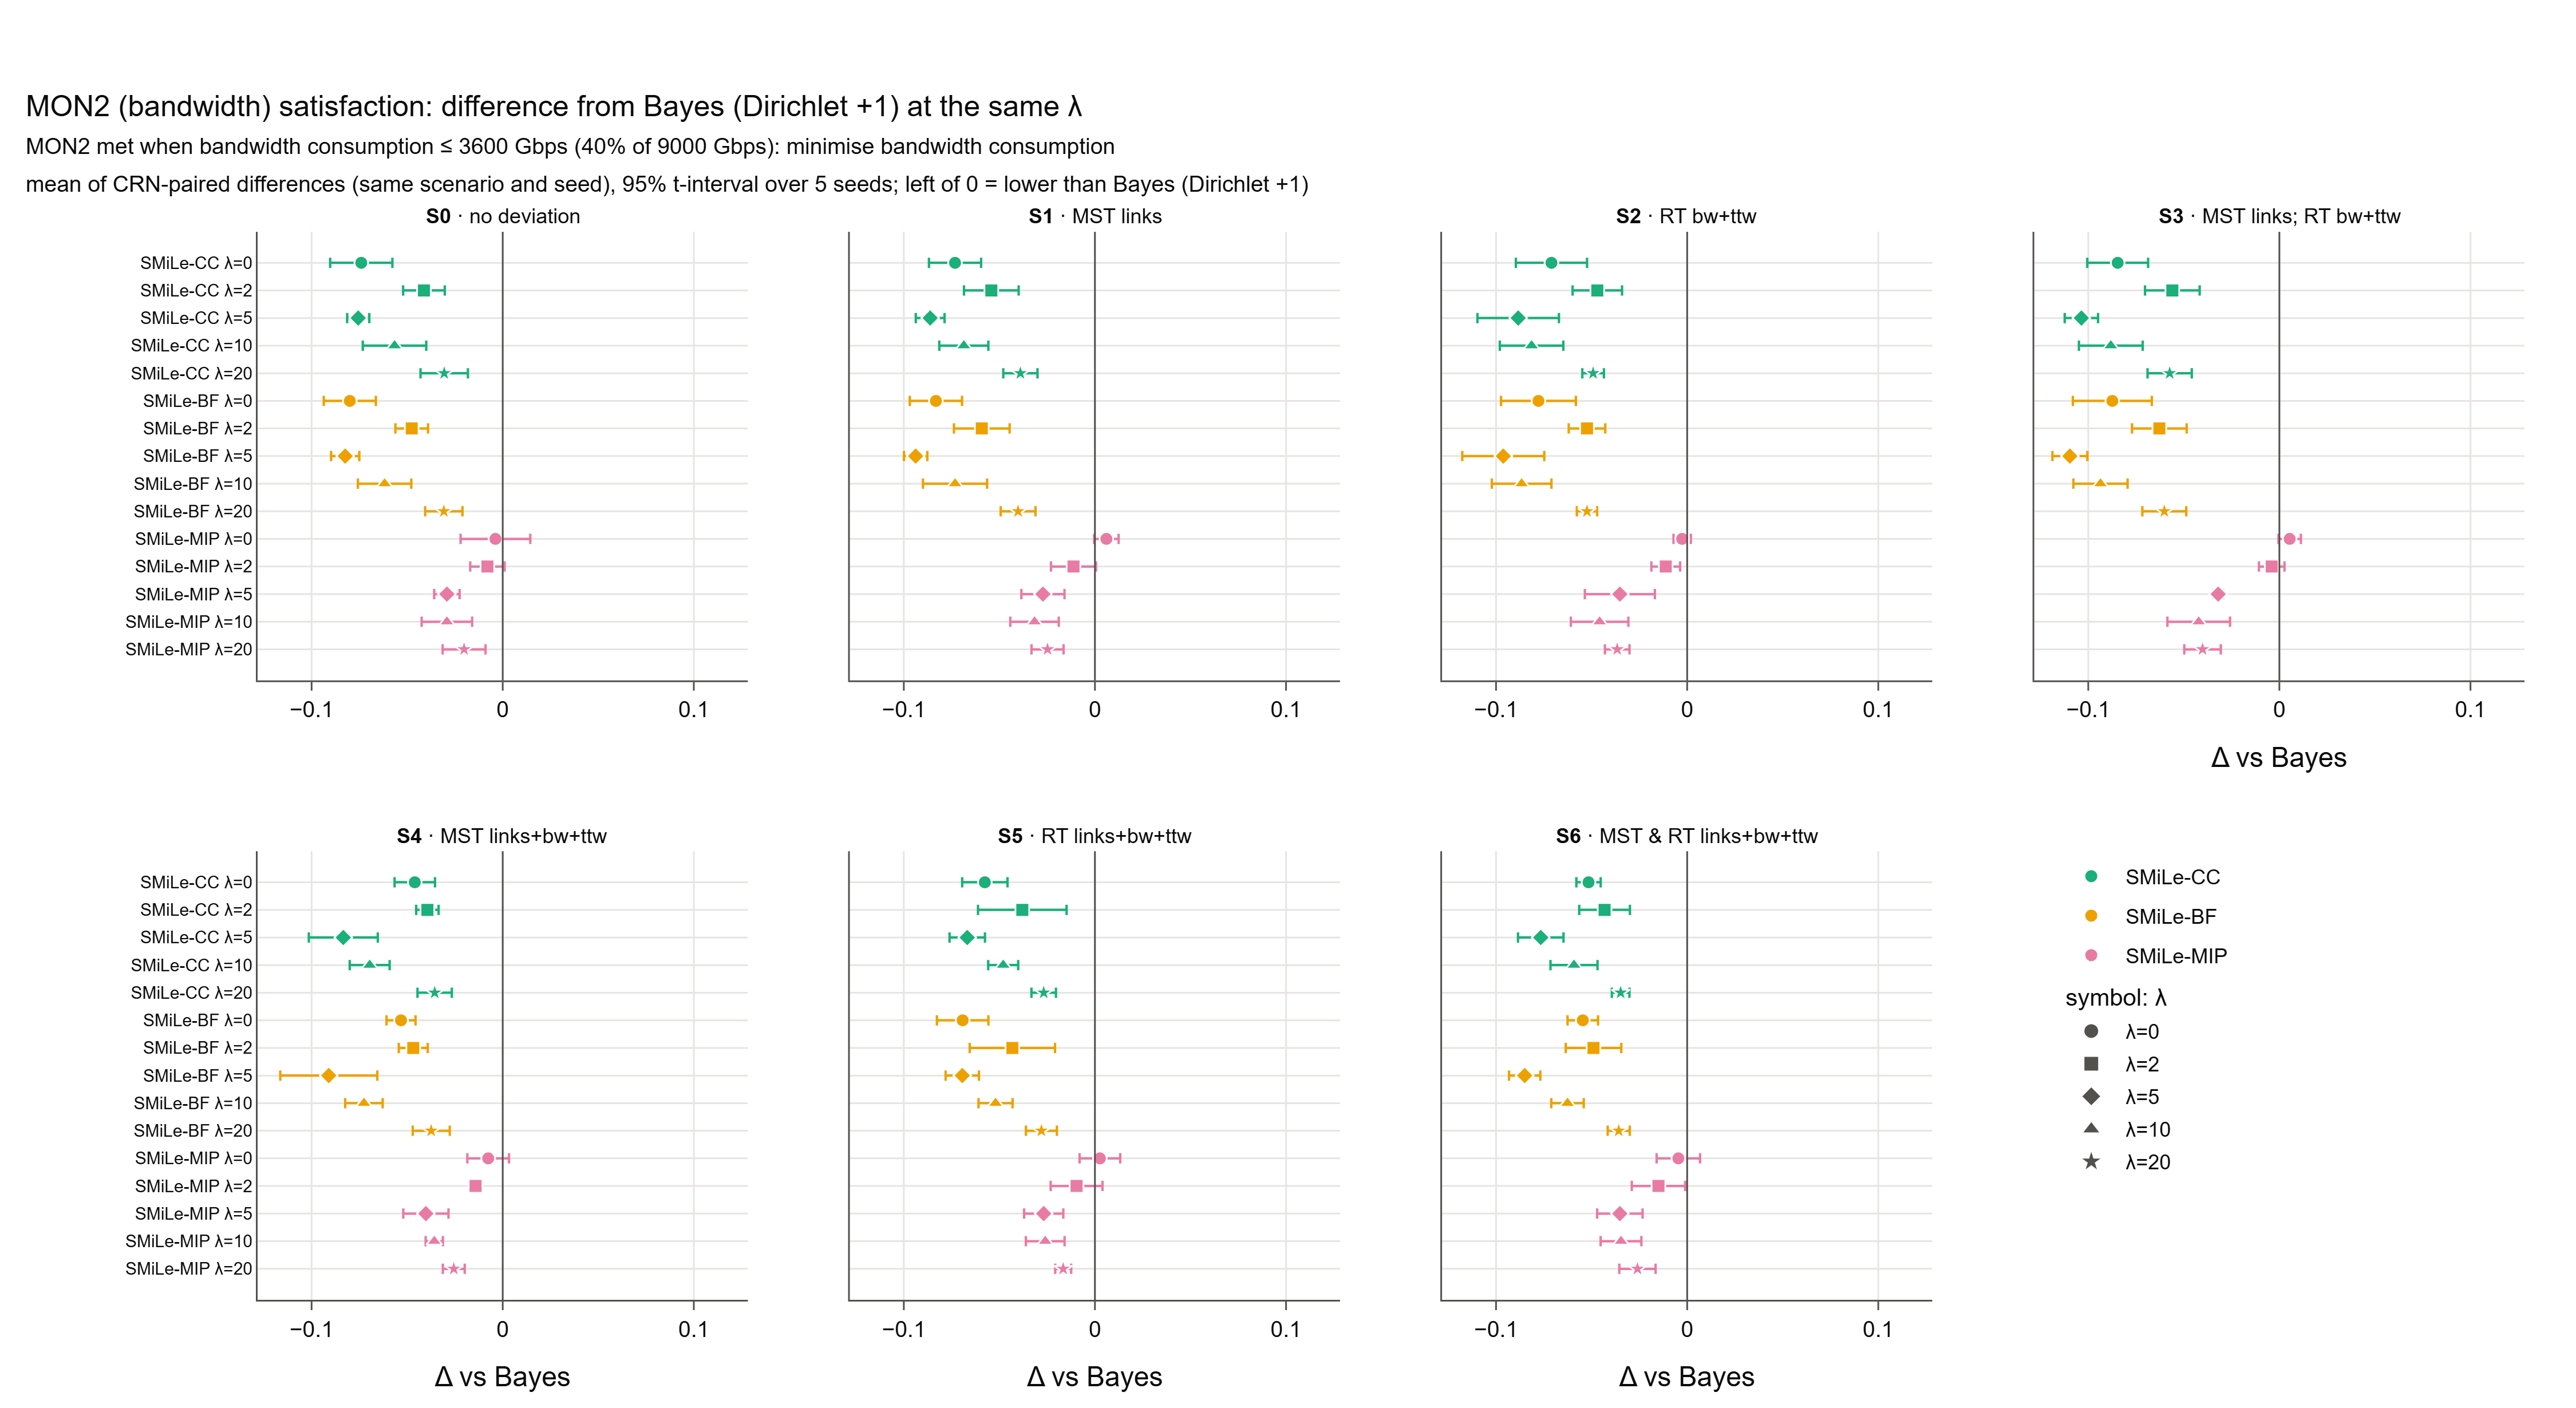 MON2 (bandwidth) satisfaction: difference from Bayes (Dirichlet +1) at the same λ
MON2 met when bandwidth consumption ≤ 3600 Gbps (40% of 9000 Gbps): minimise bandwidth consumption
mean of CRN-paired differences (same scenario and seed), 95% t-interval over 5 seeds; left of 0 = lower than Bayes (Dirichlet +1)
S0 · no deviation
S1 · MST links
S2 · RT bw+ttw
S3 · MST links; RT bw+ttw
SMiLe-CC λ=0
SMiLe-CC λ=2
SMiLe-CC λ=5
SMiLe-CC λ=10
SMiLe-CC λ=20
SMiLe-BF λ=0
SMiLe-BF λ=2
SMiLe-BF λ=5
SMiLe-BF λ=10
SMiLe-BF λ=20
SMiLe-MIP λ=0
SMiLe-MIP λ=2
SMiLe-MIP λ=5
SMiLe-MIP λ=10
SMiLe-MIP λ=20
−0.1 0 0.1
−0.1 0 0.1
−0.1 0 0.1
−0.1 0 0.1
Δ vs Bayes
S4 · MST links+bw+ttw
S5 · RT links+bw+ttw
S6 · MST & RT links+bw+ttw
SMiLe-CC λ=0
SMiLe-CC λ=2
SMiLe-CC λ=5
SMiLe-CC λ=10
SMiLe-CC λ=20
SMiLe-BF λ=0
SMiLe-BF λ=2
SMiLe-BF λ=5
SMiLe-BF λ=10
SMiLe-BF λ=20
SMiLe-MIP λ=0
SMiLe-MIP λ=2
SMiLe-MIP λ=5
SMiLe-MIP λ=10
SMiLe-MIP λ=20
−0.1 0 0.1
−0.1 0 0.1
−0.1 0 0.1
Δ vs Bayes
Δ vs Bayes
Δ vs Bayes
SMiLe-CC
SMiLe-BF
SMiLe-MIP
symbol: λ
λ=0
λ=2
λ=5
λ=10
λ=20